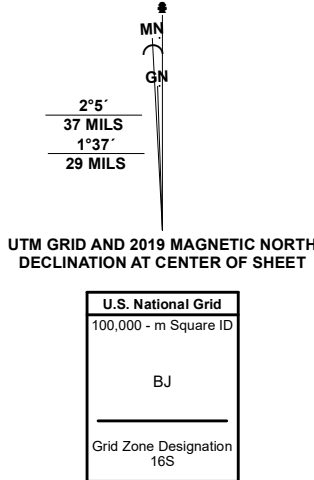 MN
GN
2°5´
37 MILS
1°37´
29 MILS
UTM GRID AND 2019 MAGNETIC NORTH
DECLINATION AT CENTER OF SHEET
U.S. National Grid
100,000 - m Square ID
BJ
Grid Zone Designation
16S